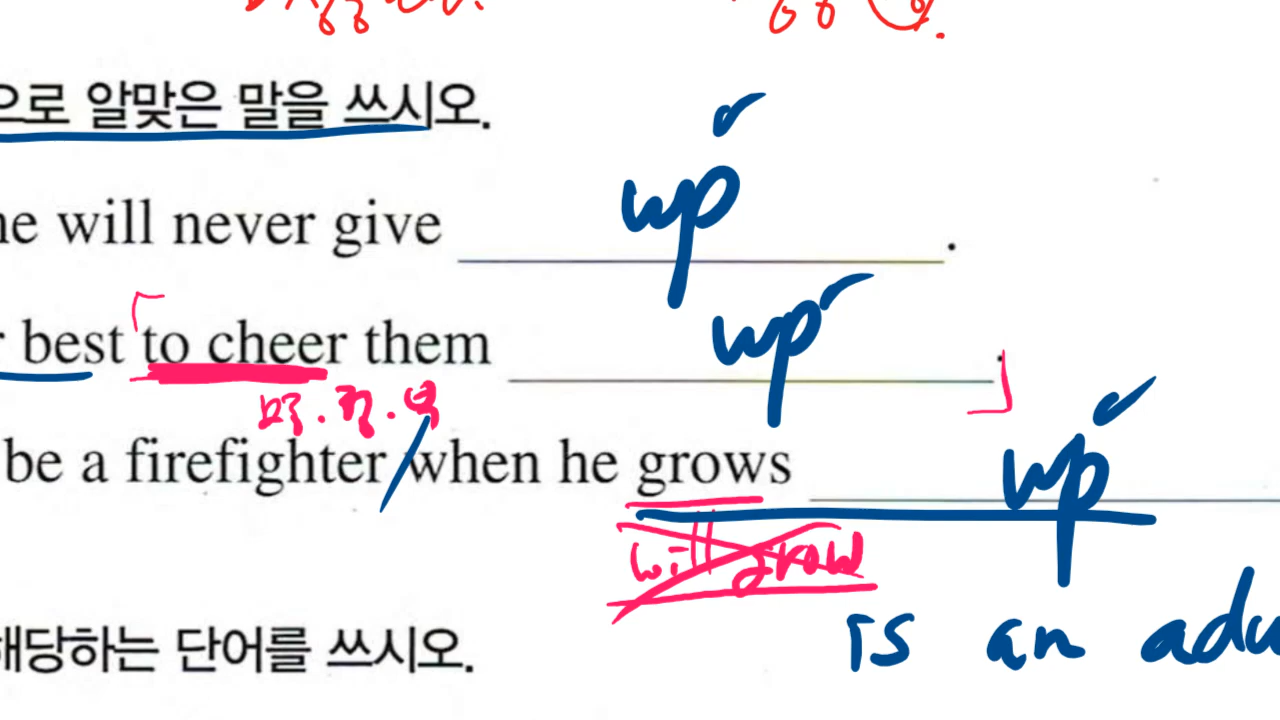 으로 알맞은 말을 쓰시오.
he will never give up.
best to cheer them up.
be a firefighter / when he grows up
will grow
is an adu
해당하는 단어를 쓰시오.